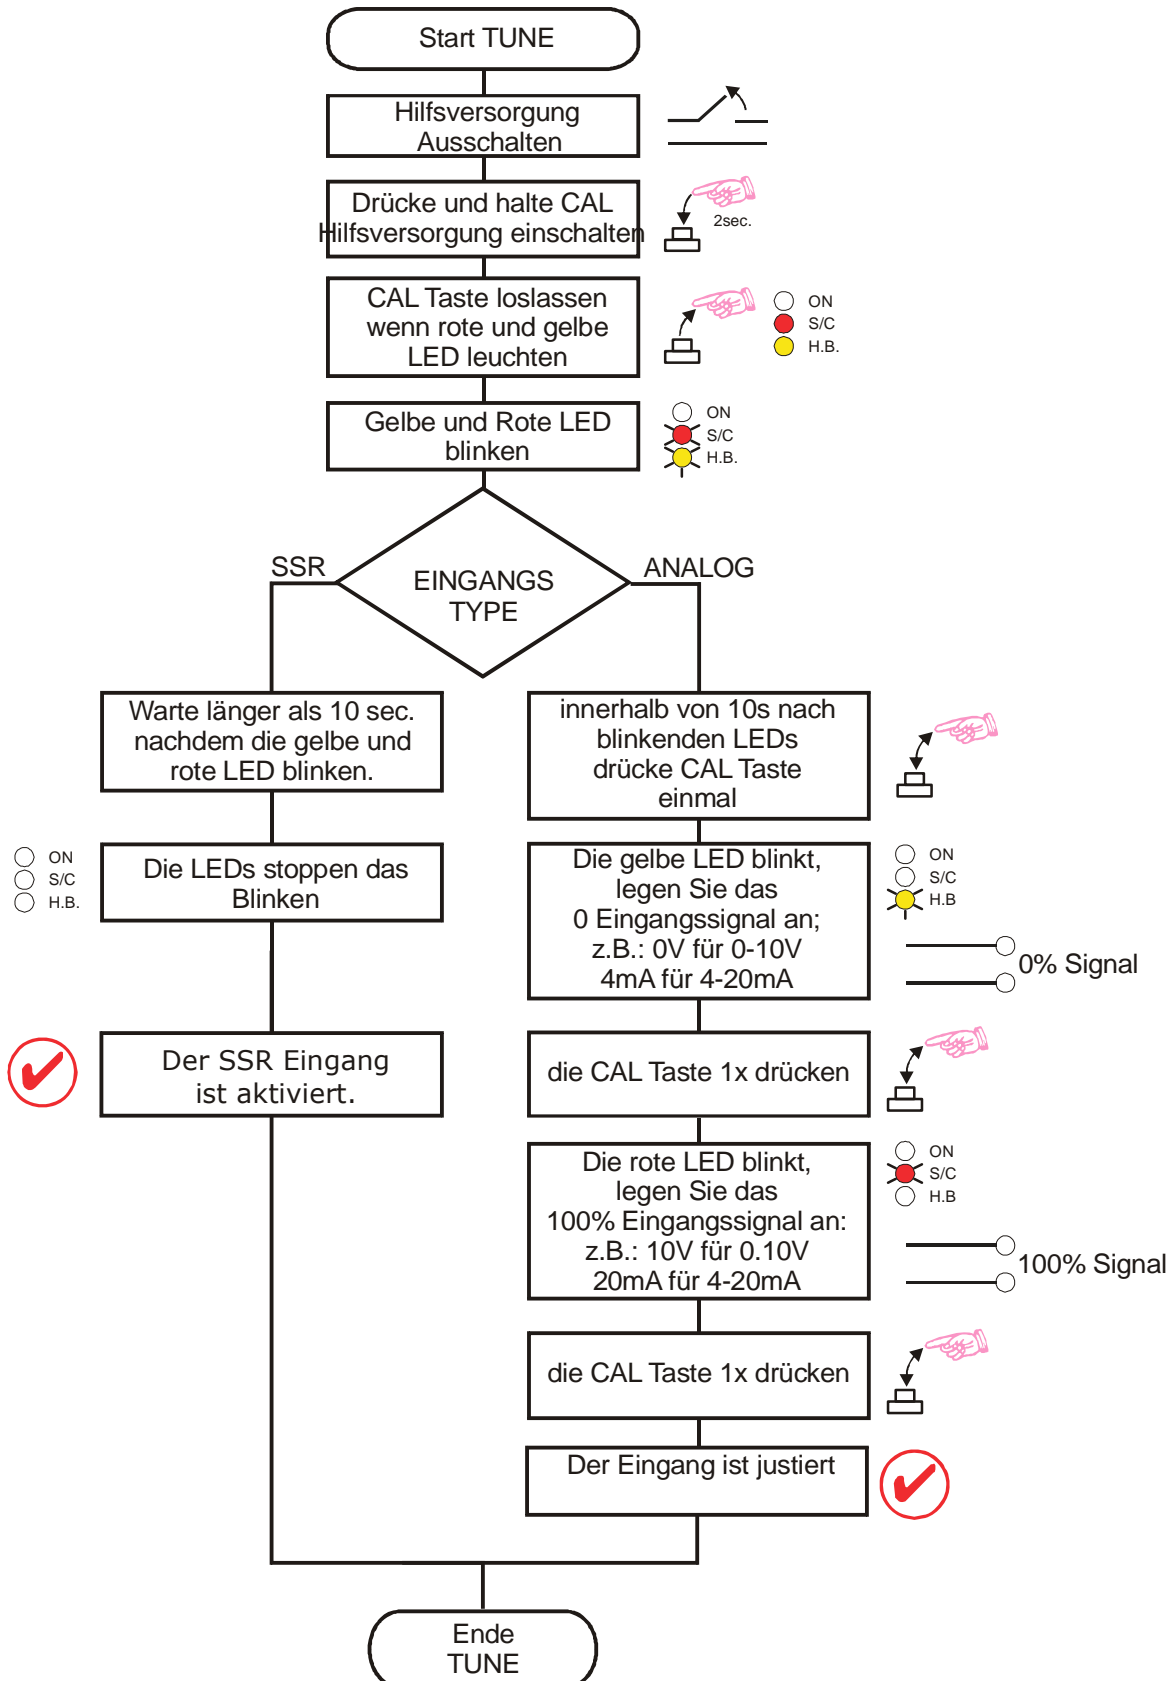 Start TUNE
Hilfsversorgung
Ausschalten
Drücke und halte CAL
Hilfsversorgung einschalten
2sec.
CAL Taste loslassen
wenn rote und gelbe
LED leuchten
ON
S/C
H.B.
Gelbe und Rote LED
blinken
ON
S/C
H.B.
SSR
EINGANGS
TYPE
ANALOG
Warte länger als 10 sec.
nachdem die gelbe und
rote LED blinken.
ON
S/C
H.B.
Die LEDs stoppen das
Blinken
Der SSR Eingang
ist aktiviert.
innerhalb von 10s nach
blinkenden LEDs
drücke CAL Taste
einmal
Die gelbe LED blinkt,
legen Sie das
0 Eingangssignal an;
z.B.: 0V für 0-10V
4mA für 4-20mA
ON
S/C
H.B
0% Signal
die CAL Taste 1x drücken
Die rote LED blinkt,
legen Sie das
100% Eingangssignal an:
z.B.: 10V für 0.10V
20mA für 4-20mA
ON
S/C
H.B
100% Signal
die CAL Taste 1x drücken
Der Eingang ist justiert
Ende
TUNE